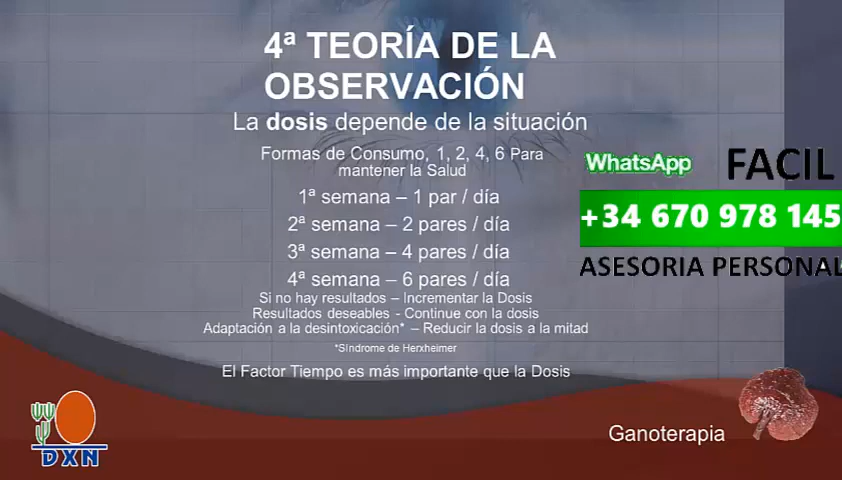 4ª TEORÍA DE LA
OBSERVACIÓN
La dosis depende de la situación
Formas de Consumo, 1, 2, 4, 6 Para
mantener la Salud
1ª semana – 1 par / día
2ª semana – 2 pares / día
3ª semana – 4 pares / día
4ª semana – 6 pares / día
Si no hay resultados – Incrementar la Dosis
Resultados deseables - Continue con la dosis
Adaptación a la desintoxicación* – Reducir la dosis a la mitad
*Síndrome de Herxheimer
El Factor Tiempo es más importante que la Dosis
WhatsApp FACIL
+34 670 978 145
ASESORIA PERSONAL
Ganoterapia
DXN